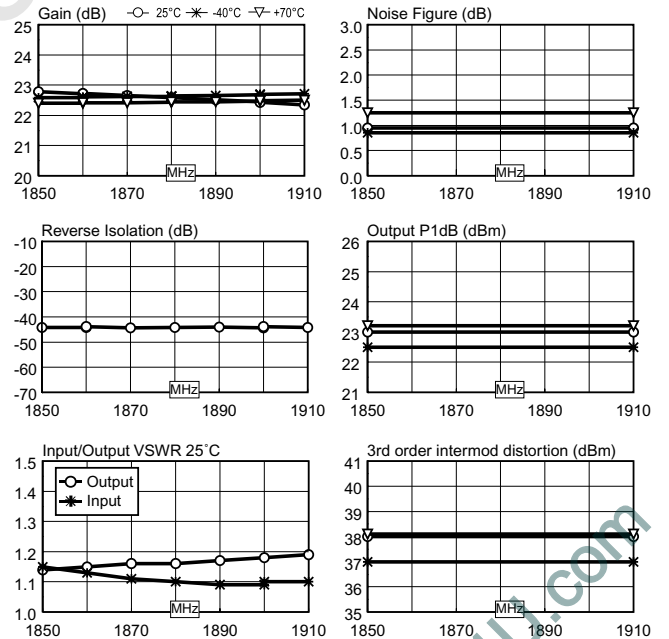 Gain (dB) 25°C -40°C +70°C
25
24
23
22
21
20
MHz
1850 1870 1890 1910
Noise Figure (dB)
3.0
2.5
2.0
1.5
1.0
0.5
0.0
MHz
1850 1870 1890 1910
Reverse Isolation (dB)
-10
-20
-30
-40
-50
-60
-70
MHz
1850 1870 1890 1910
Output P1dB (dBm)
26
25
24
23
22
21
MHz
1850 1870 1890 1910
Input/Output VSWR 25°C
1.5
1.4
1.3
1.2
1.1
1.0
Output
Input
MHz
1850 1870 1890 1910
3rd order intermod distortion (dBm)
41
40
39
38
37
36
35
MHz
1850 1870 1890 1910